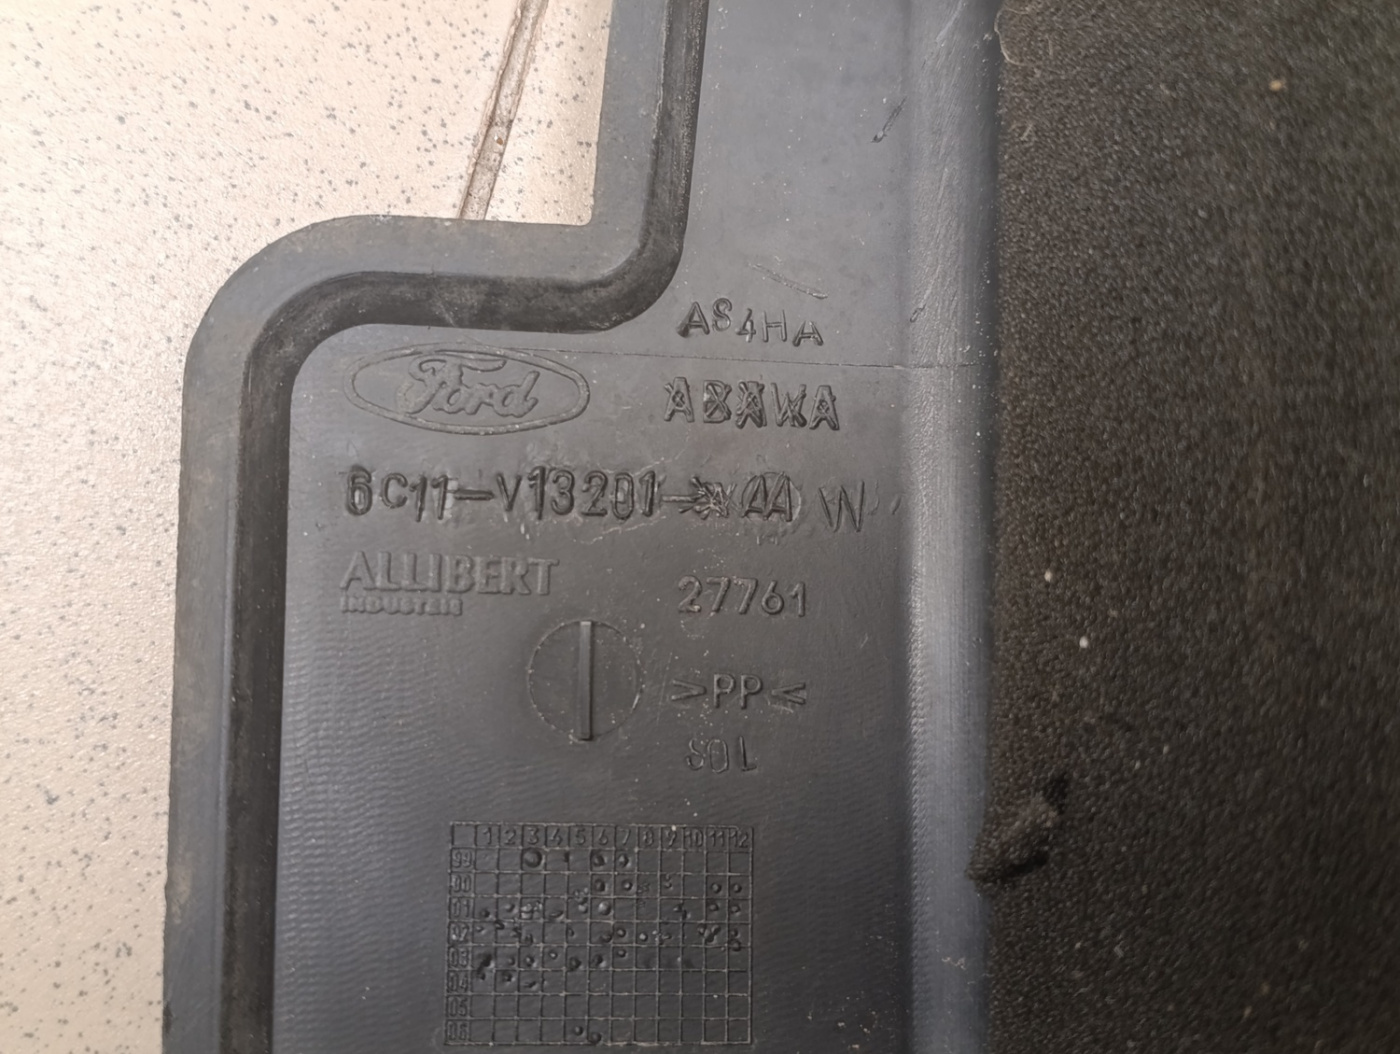 AS4HA
Ford
6C11-V13201- AA W
ALLIBERT
INDUSTRIE
27761
>PP<
SOL
1 2 3 4 5 6 7 8 9 10 11 12
99
00
01
02
03
04
05
06